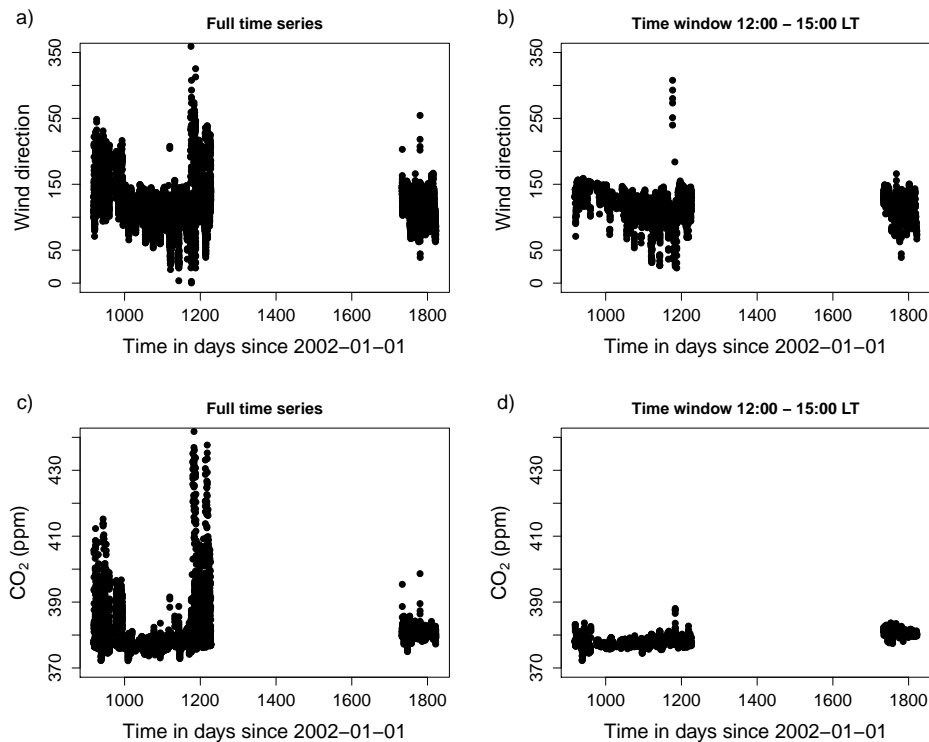 a)
Full time series
Wind direction
0
50
150
250
350
1000
1200
1400
1600
1800
Time in days since 2002−01−01
b)
Time window 12:00 − 15:00 LT
Wind direction
0
50
150
250
350
1000
1200
1400
1600
1800
Time in days since 2002−01−01
c)
Full time series
CO₂ (ppm)
370
390
410
430
1000
1200
1400
1600
1800
Time in days since 2002−01−01
d)
Time window 12:00 − 15:00 LT
CO₂ (ppm)
370
390
410
430
1000
1200
1400
1600
1800
Time in days since 2002−01−01